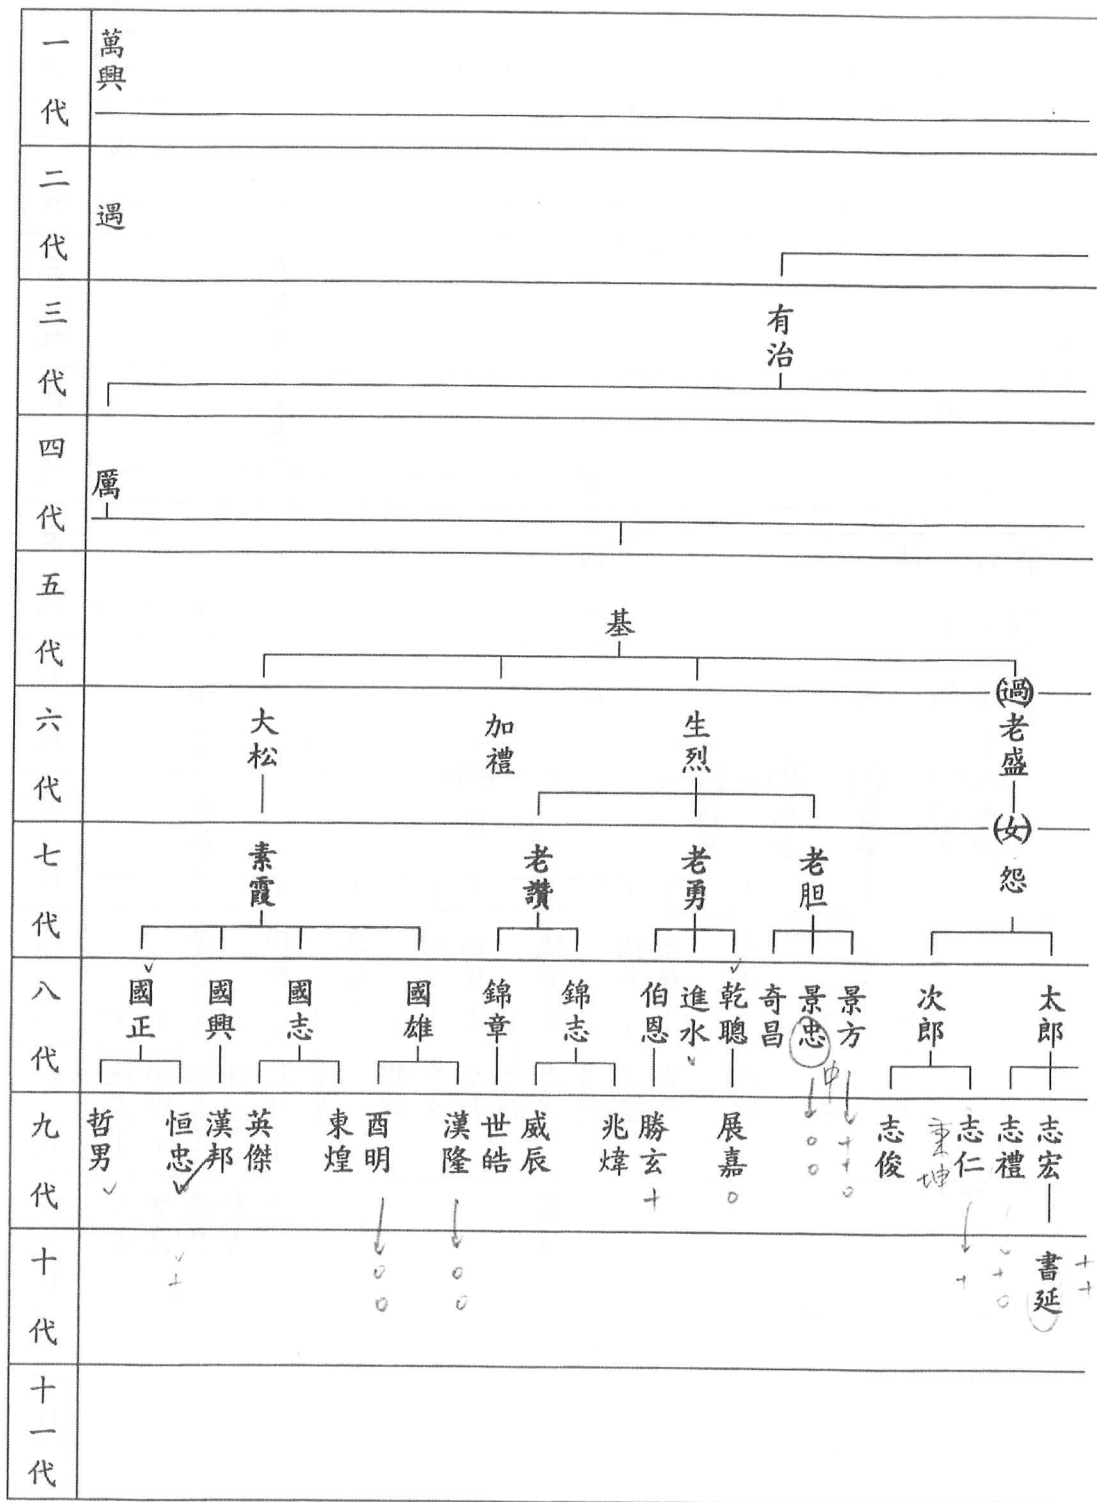 一代
萬興
二代
遇
三代
有治
四代
厲
五代
基
六代
大松
加禮
生烈
(過)
老盛
七代
素霞
老讚
老勇
老胆
(女)
怨
八代
國正
國興
國志
國雄
錦章
錦志
伯恩
進水
乾聰
奇昌
景忠
中
景方
次郎
太郎
九代
哲男
恒忠
漢邦
英傑
東煌
酉明
漢隆
世皓
威辰
兆煒
勝玄
+
展嘉
o
o
o
+
+
o
志俊
秉坤
志仁
志禮
志宏
十代
+
o
o
o
o
+
+
o
書延
+
+
十一代